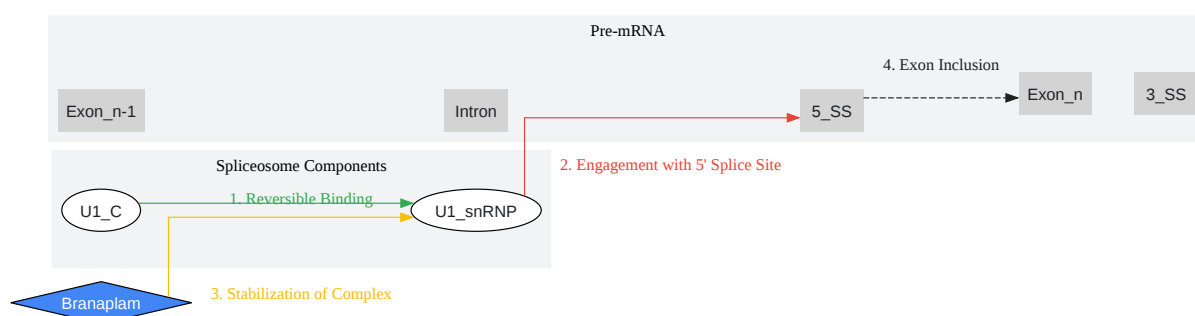 Pre-mRNA
4. Exon Inclusion
Exon_n-1
Intron
5_SS
Exon_n
3_SS
Spliceosome Components
2. Engagement with 5' Splice Site
1. Reversible Binding
U1_C
U1_snRNP
3. Stabilization of Complex
Branaplam